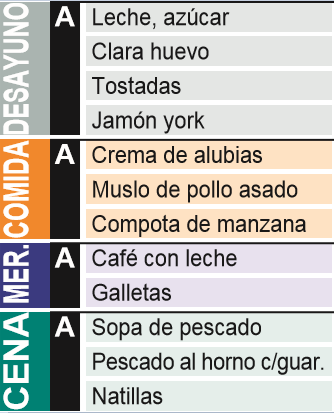 DESAYUNO
A
Leche, azúcar
Clara huevo
Tostadas
Jamón york
COMIDA
A
Crema de alubias
Muslo de pollo asado
Compota de manzana
MER.
A
Café con leche
Galletas
CENA
A
Sopa de pescado
Pescado al horno c/guar.
Natillas